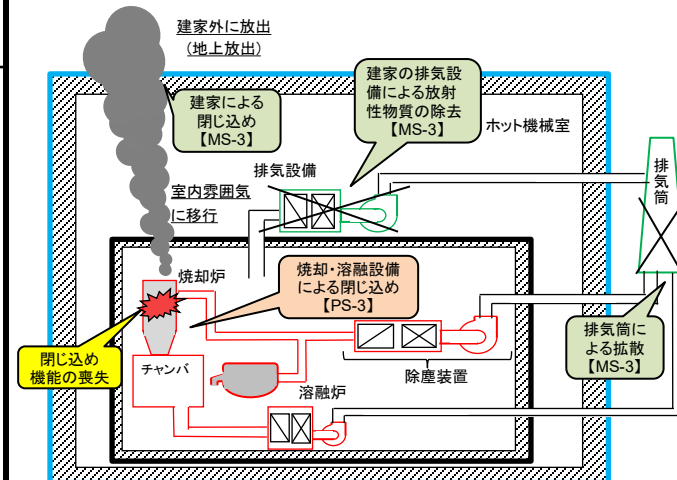 建家外に放出
(地上放出)
建家による
閉じ込め
【MS-3】
建家の排気設
備による放射
性物質の除去
【MS-3】
ホット機械室
排気設備
排気筒
室内雰囲気
に移行
焼却炉
焼却・溶融設備
による閉じ込め
【PS-3】
閉じ込め
機能の喪失
チャンバ
溶融炉
除塵装置
排気筒に
よる拡散
【MS-3】